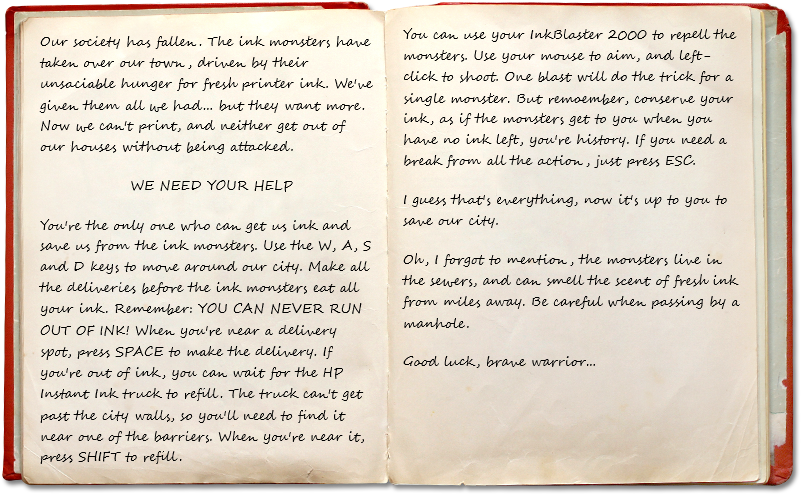 Our society has fallen. The ink monsters have
taken over our town, driven by their
unsaciable hunger for fresh printer ink. We've
given them all we had... but they want more.
Now we can't print, and neither get out of
our houses without being attacked.
WE NEED YOUR HELP
You're the only one who can get us ink and
save us from the ink monsters. Use the W, A, S
and D keys to move around our city. Make all
the deliveries before the ink monsters eat all
your ink. Remember: YOU CAN NEVER RUN
OUT OF INK! When you're near a delivery
spot, press SPACE to make the delivery. If
you're out of ink, you can wait for the HP
Instant Ink truck to refill. The truck can't get
past the city walls, so you'll need to find it
near one of the barriers. When you're near it,
press SHIFT to refill.
You can use your InkBlaster 2000 to repell the
monsters. Use your mouse to aim, and left-
click to shoot. One blast will do the trick for a
single monster. But remoember, conserve your
ink, as if the monsters get to you when you
have no ink left, you're history. If you need a
break from all the action, just press ESC.
I guess that's everything, now it's up to you to
save our city.
Oh, I forgot to mention, the monsters live in
the sewers, and can smell the scent of fresh ink
from miles away. Be careful when passing by a
manhole.
Good luck, brave warrior...